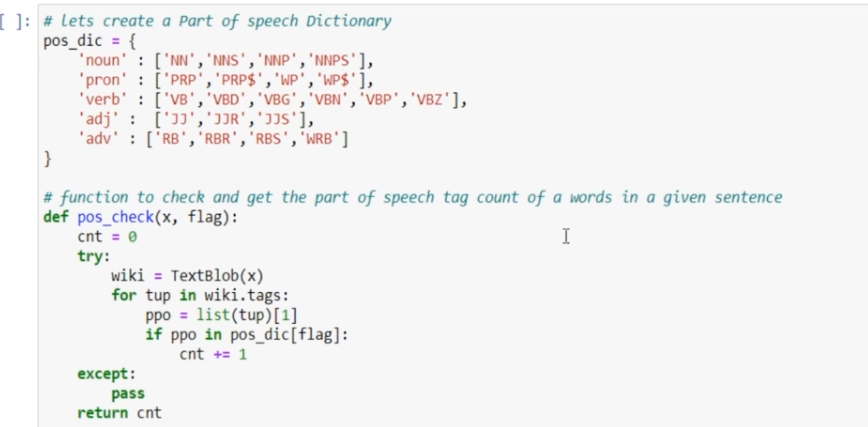 [ ]: # lets create a Part of speech Dictionary
pos_dic = {
    'noun' : ['NN','NNS','NNP','NNPS'],
    'pron' : ['PRP','PRP$','WP','WP$'],
    'verb' : ['VB','VBD','VBG','VBN','VBP','VBZ'],
    'adj' :  ['JJ','JJR','JJS'],
    'adv' : ['RB','RBR','RBS','WRB']
}
# function to check and get the part of speech tag count of a words in a given sentence
def pos_check(x, flag):
    cnt = 0
    try:
        wiki = TextBlob(x)
        for tup in wiki.tags:
            ppo = list(tup)[1]
            if ppo in pos_dic[flag]:
                cnt += 1
    except:
        pass
    return cnt